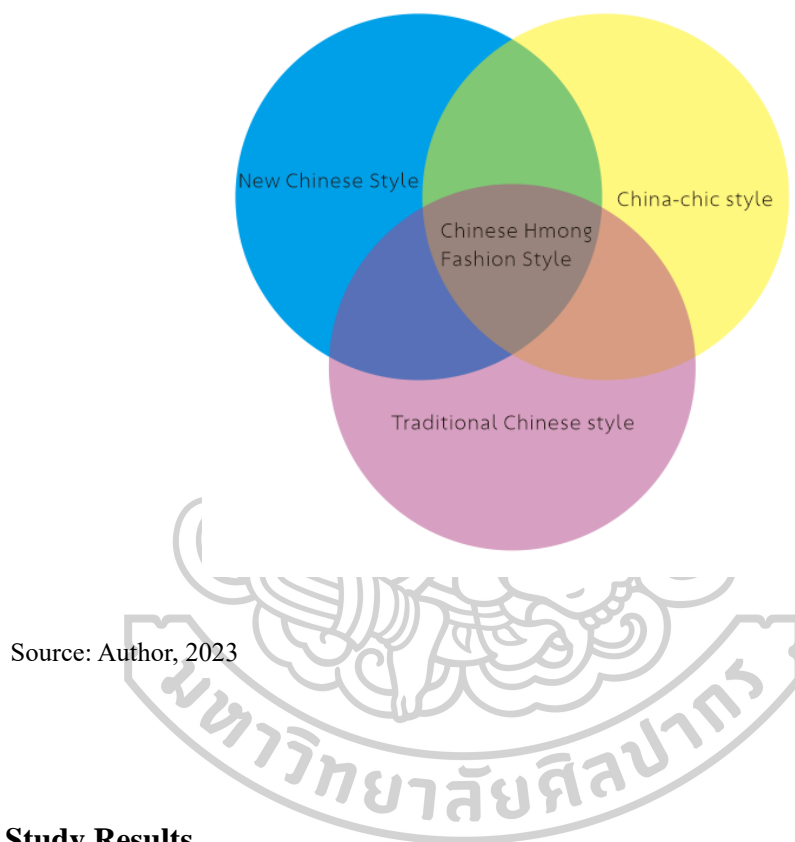 New Chinese Style
China-chic style
Chinese Hmong
Fashion Style
Traditional Chinese style
Source: Author, 2023
มหาวิทยาลัยศิลปากร
Study Results